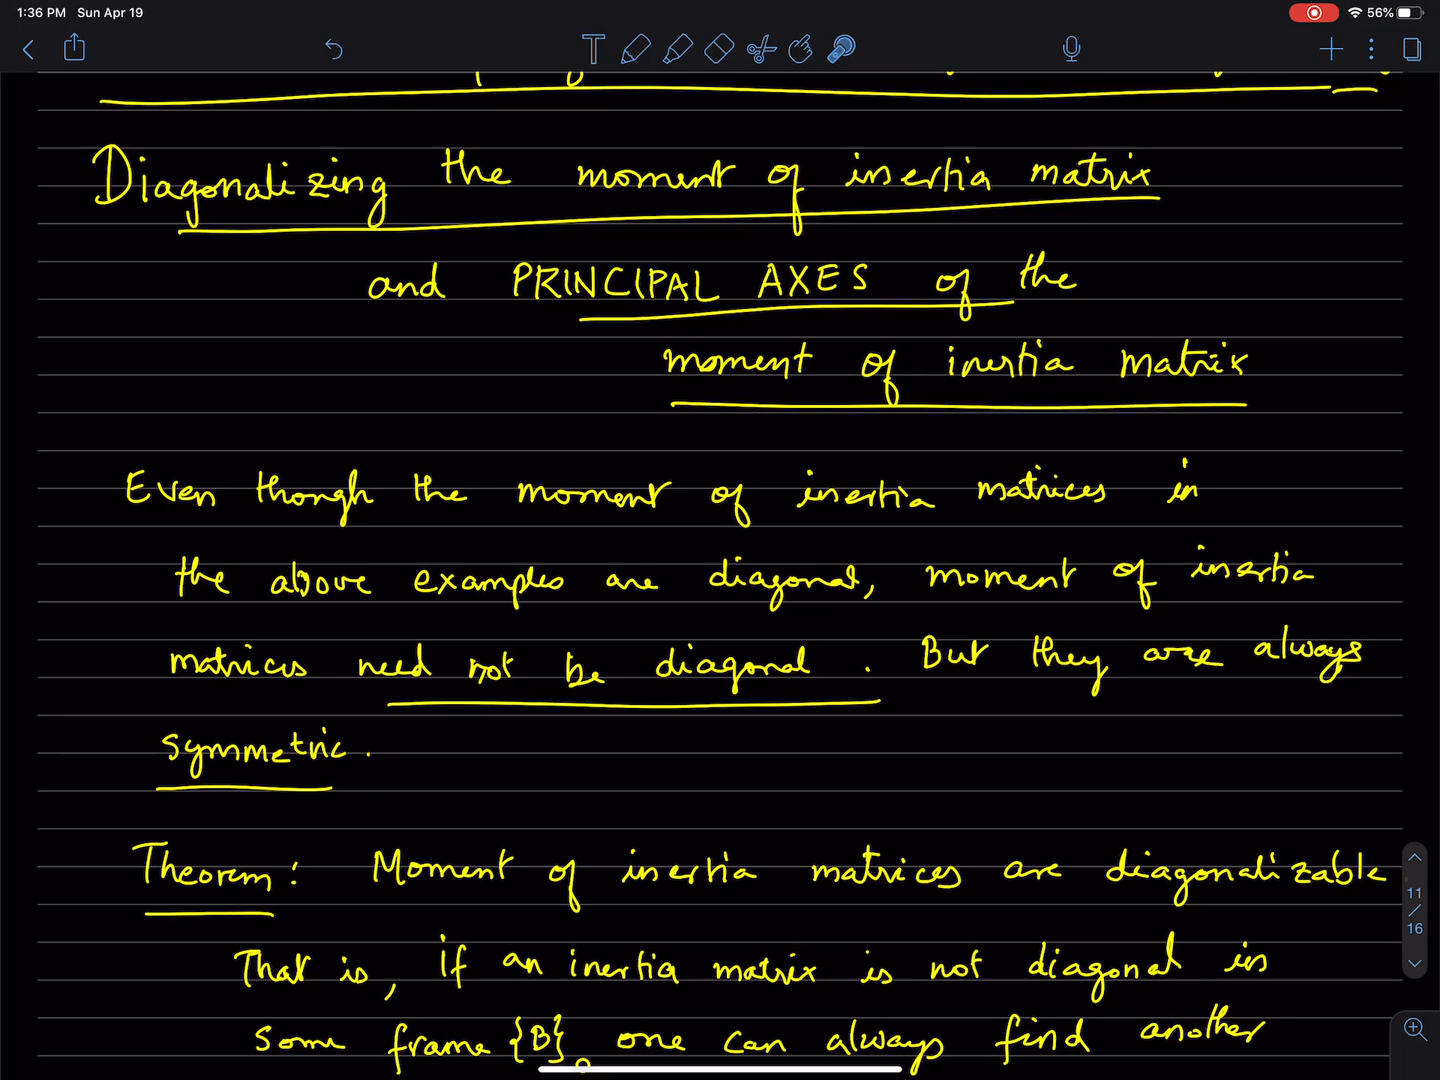 1:36 PM Sun Apr 19
56%
Diagonalizing the moment of inertia matrix
and PRINCIPAL AXES of the
moment of inertia matrix
Even though the moment of inertia matrices in
the above examples are diagonal, moment of inertia
matrices need not be diagonal. But they are always
symmetric.
Theorem: Moment of inertia matrices are diagonalizable
11
/
16
That is, if an inertia matrix is not diagonal in
some frame {B}, one can always find another